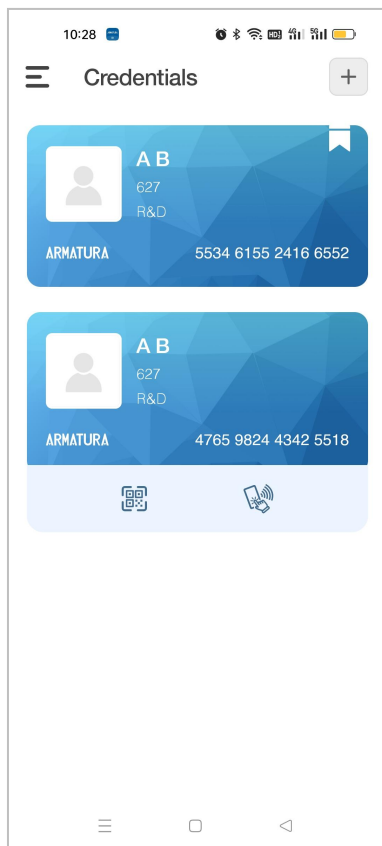 10:28
Credentials
A B
627
R&D
ARMATURA 5534 6155 2416 6552
A B
627
R&D
ARMATURA 4765 9824 4342 5518